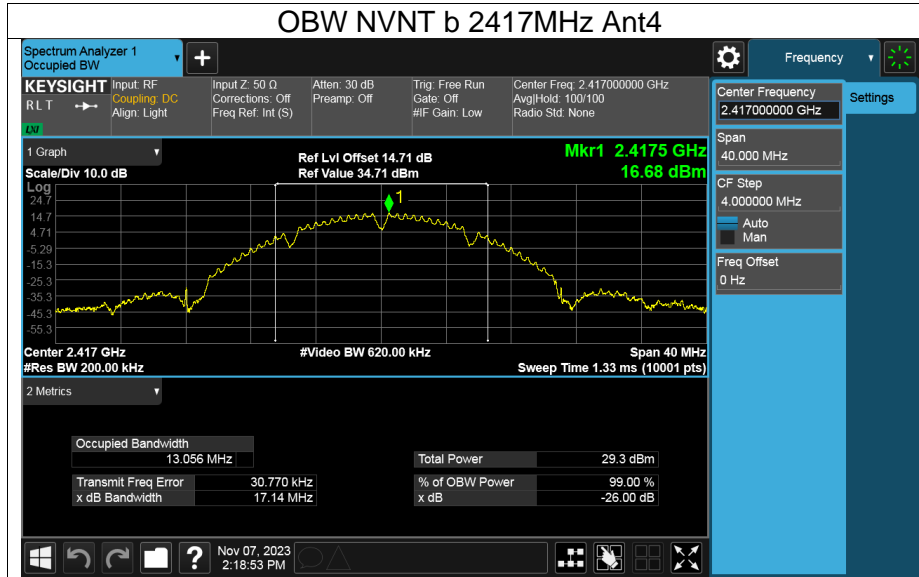 OBW NVNT b 2417MHz Ant4
Spectrum Analyzer 1
Occupied BW
+
Frequency
KEYSIGHT
RLT
LXI
Input: RF
Coupling: DC
Align: Light
Input Z: 50 Ω
Corrections: Off
Freq Ref: Int (S)
Atten: 30 dB
Preamp: Off
Trig: Free Run
Gate: Off
#IF Gain: Low
Center Freq: 2.417000000 GHz
Avg|Hold: 100/100
Radio Std: None
Center Frequency
2.417000000 GHz
Settings
Span
40.000 MHz
CF Step
4.000000 MHz
Auto
Man
Freq Offset
0 Hz
1 Graph
Scale/Div 10.0 dB
Ref Lvl Offset 14.71 dB
Ref Value 34.71 dBm
Mkr1 2.4175 GHz
16.68 dBm
Log
24.7
14.7
4.71
-5.29
-15.3
-25.3
-35.3
-45.3
-55.3
1
Center 2.417 GHz
#Res BW 200.00 kHz
#Video BW 620.00 kHz
Span 40 MHz
Sweep Time 1.33 ms (10001 pts)
2 Metrics
Occupied Bandwidth
13.056 MHz
Transmit Freq Error 30.770 kHz
x dB Bandwidth 17.14 MHz
Total Power 29.3 dBm
% of OBW Power 99.00 %
x dB -26.00 dB
?
Nov 07, 2023
2:18:53 PM